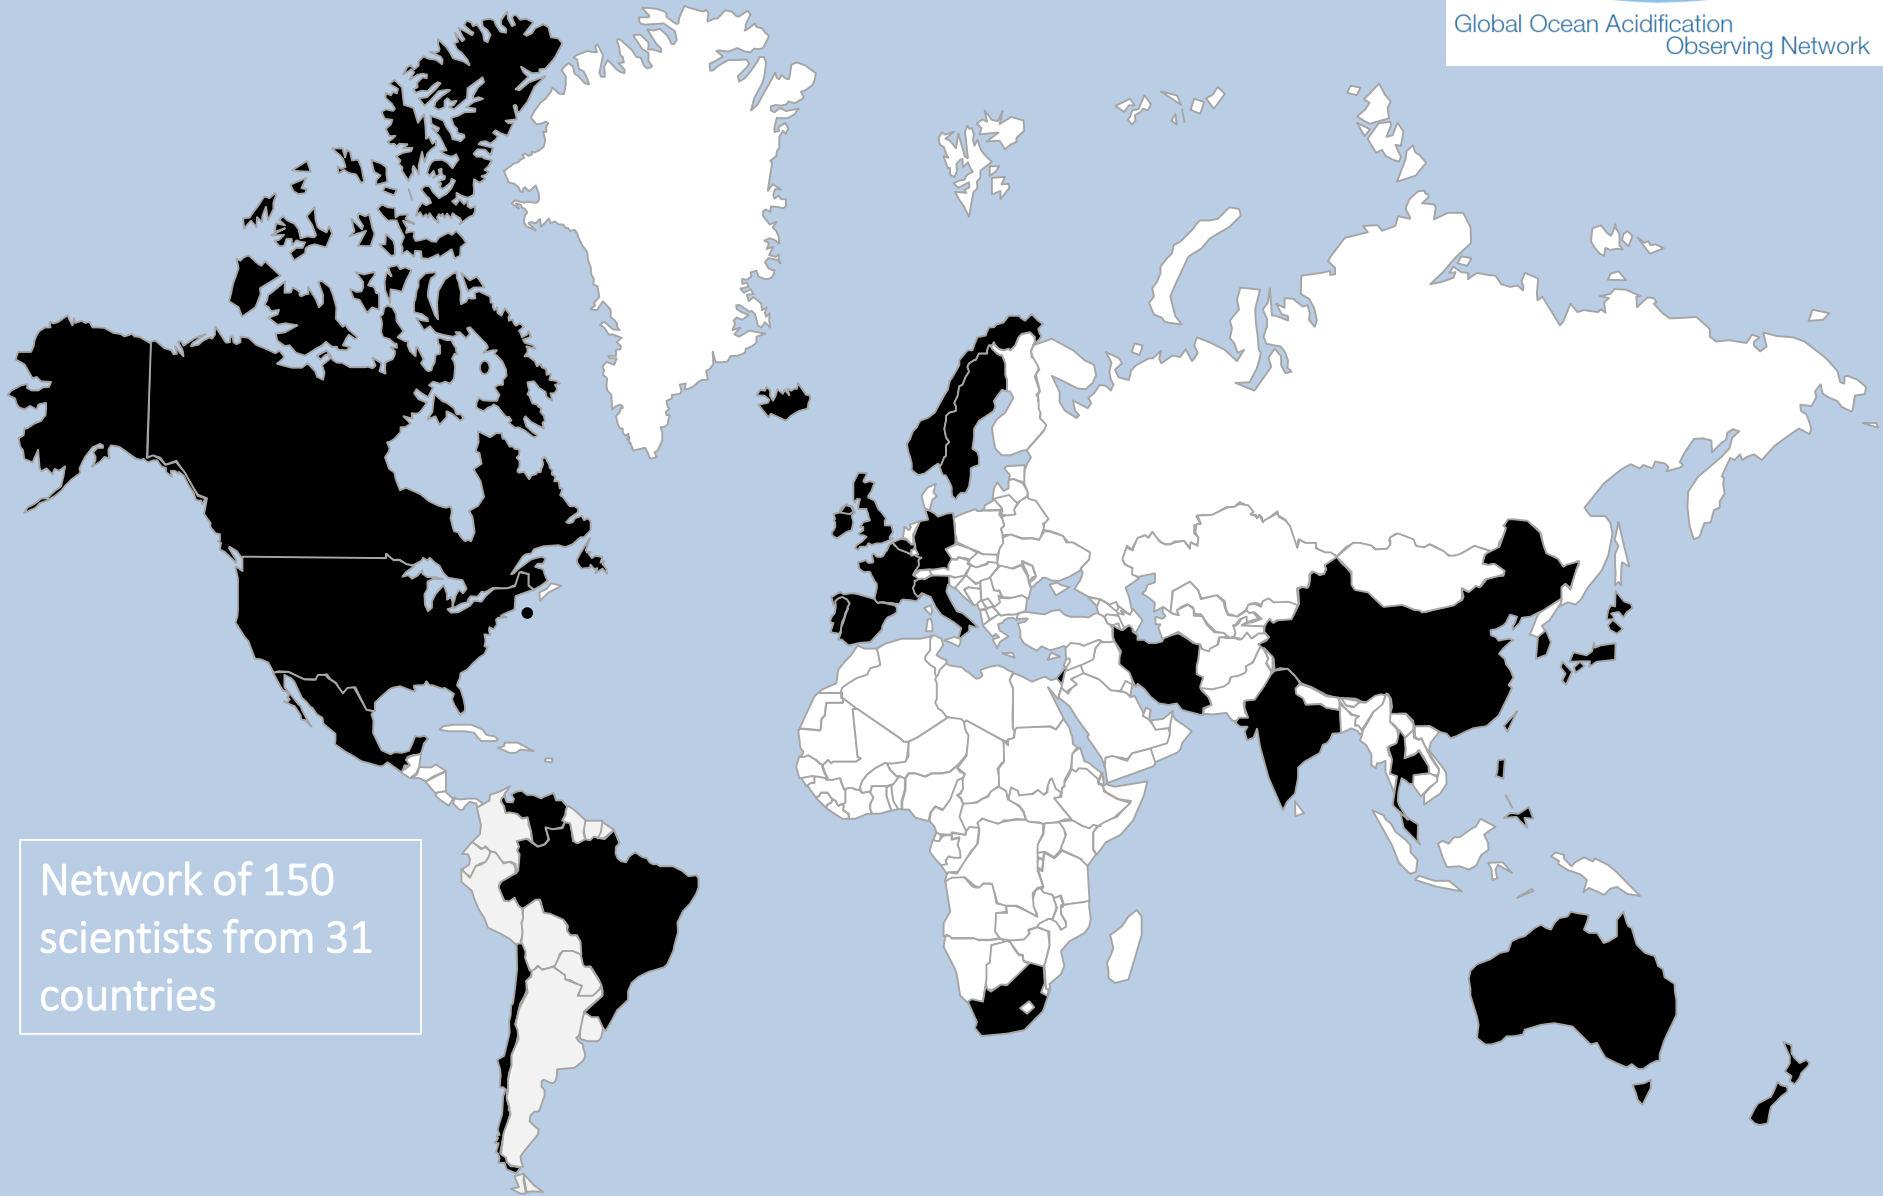 Global Ocean Acidification
Observing Network
Network of 150
scientists from 31
countries